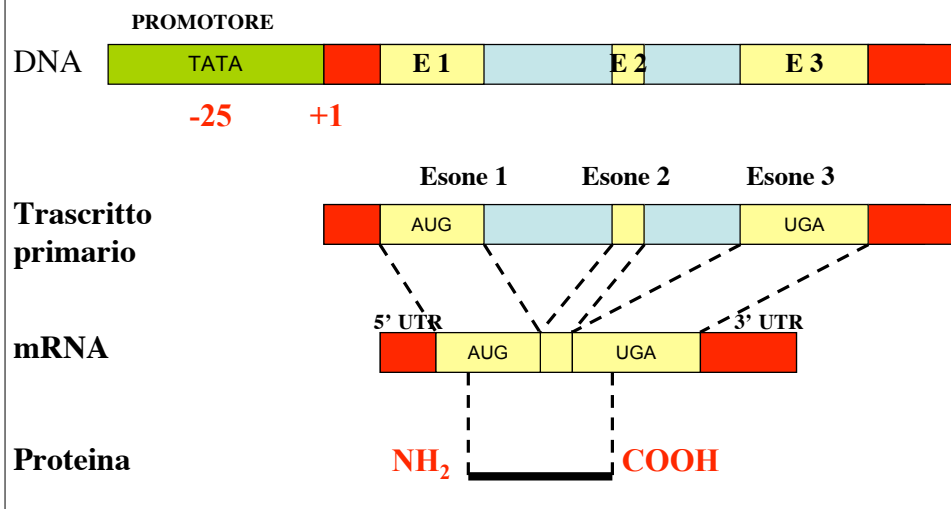 PROMOTORE
DNA TATA E 1 E 2 E 3
-25 +1
Esone 1 Esone 2 Esone 3
Trascritto
primario
AUG UGA
5’ UTR 3’ UTR
mRNA AUG UGA
Proteina NH2 COOH